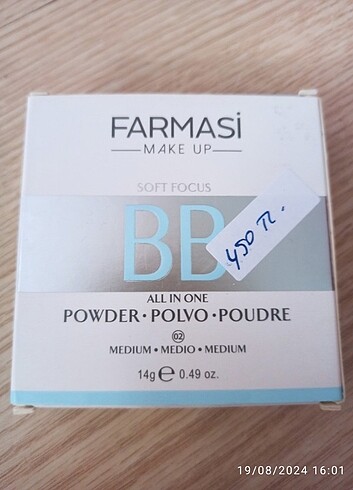 FARMASi
MAKE UP
SOFT FOCUS
BB
450 TL.
ALL IN ONE
POWDER • POLVO • POUDRE
02
MEDIUM • MEDIO • MEDIUM
14g e 0.49 oz.
19/08/2024 16:01